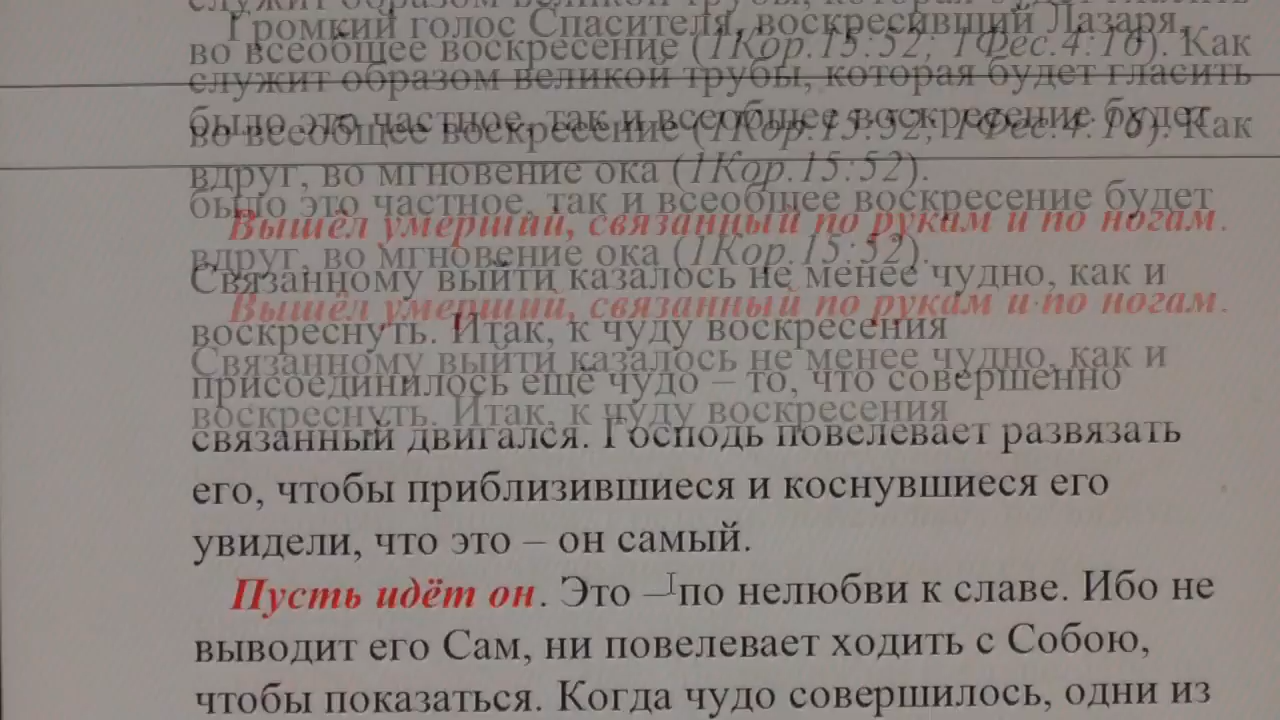 Громкий голос Спасителя, воскресивший Лазаря,
служит образом великой трубы, которая будет гласить
во всеобщее воскресение (1Кор.15:52; 1Фес.4:16). Как
было это частное, так и всеобщее воскресение будет
вдруг, во мгновение ока (1Кор.15:52).
Вышёл умерший, связанный по рукам и по ногам.
Связанному выйти казалось не менее чудно, как и
воскреснуть. Итак, к чуду воскресения
присоединилось ещё чудо – то, что совершенно
связанный двигался. Господь повелевает развязать
его, чтобы приблизившиеся и коснувшиеся его
увидели, что это – он самый.
Пусть идёт он. Это – по нелюбви к славе. Ибо не
выводит его Сам, ни повелевает ходить с Собою,
чтобы показаться. Когда чудо совершилось, одни из